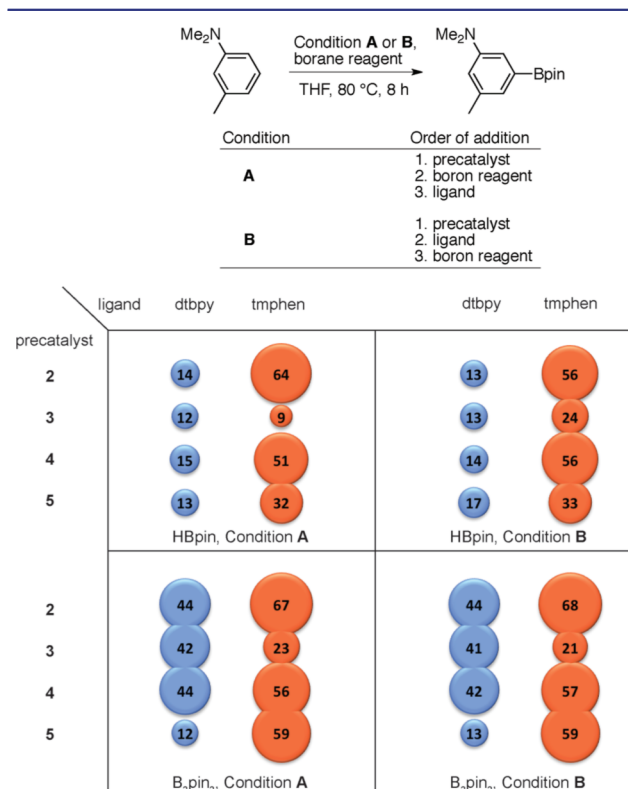 Me2N
Condition A or B,
borane reagent
THF, 80 °C, 8 h
Me2N
Bpin
Condition Order of addition
A
1. precatalyst
2. boron reagent
3. ligand
B
1. precatalyst
2. ligand
3. boron reagent
ligand dtbpy tmphen dtbpy tmphen
precatalyst
2 14 64 13 56
3 12 9 13 24
4 15 51 14 56
5 13 32 17 33
HBpin, Condition A HBpin, Condition B
2 44 67 44 68
3 42 23 41 21
4 44 56 42 57
5 12 59 13 59
B2pin2, Condition A B2pin2, Condition B